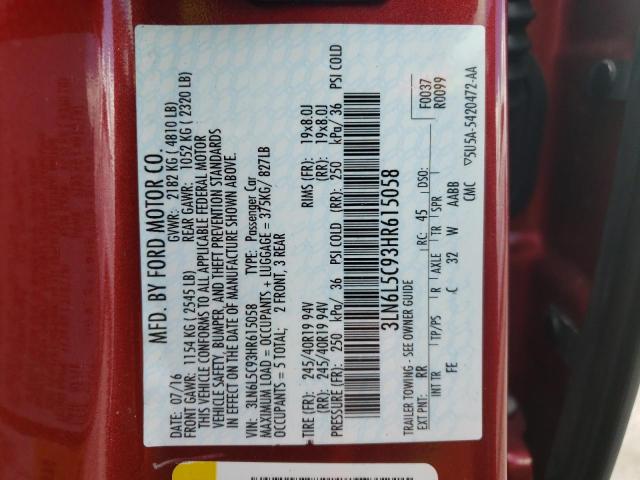 MFD. BY FORD MOTOR CO.
07/16 GVWR: 2182 KG ( 4810 LB)
FRONT GAWR: 1154 KG ( 2545 LB) REAR GAWR: 1052 KG ( 2320 LB)
THIS VEHICLE CONFORMS TO ALL APPLICABLE FEDERAL MOTOR
VEHICLE SAFETY, BUMPER, AND THEFT PREVENTION STANDARDS
IN EFFECT ON THE DATE OF MANUFACTURE SHOWN ABOVE.
VIN: 3LN6L5C93HR615058 TYPE: Passenger Car
MAXIMUM LOAD = OCCUPANTS + LUGGAGE = 375KG/ 827LB
OCCUPANTS = 5 TOTAL; 2 FRONT, 3 REAR
TIRE (FR): 245/40R19 94V RIMS (FR): 19x8.0J
(RR): 245/40R19 94V (RR): 19x8.0J
PRESSURE (FR): 250 kPa/ 36 PSI COLD (RR): 250 kPa/ 36 PSI COLD
3LN6L5C93HR615058
TRAILER TOWING - SEE OWNER GUIDE
F0037
R0099
EXT PNT: RR RC: 45 DSO:
INT TR TP/PS R AXLE TR SPR
FE C 32 W AABB
CMC ▽5U5A-5420472-AA